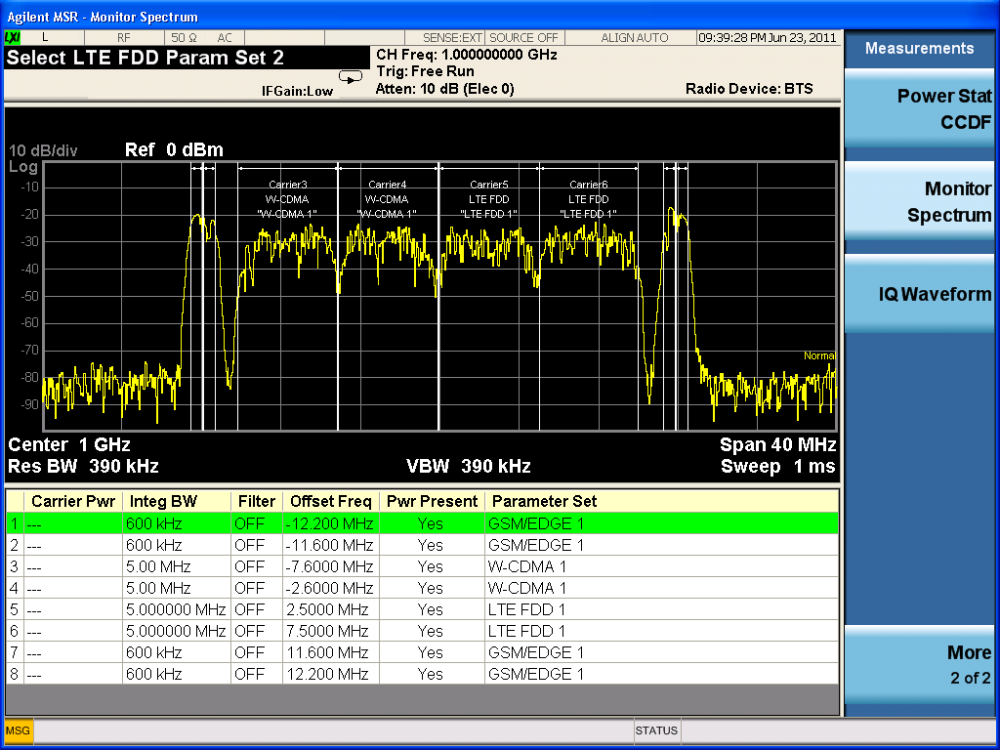 Agilent MSR - Monitor Spectrum
LXI L RF 50 Ω AC SENSE:EXT SOURCE OFF ALIGN AUTO 09:39:28 PM Jun 23, 2011
Select LTE FDD Param Set 2
CH Freq: 1.000000000 GHz
Trig: Free Run
IFGain:Low
Atten: 10 dB (Elec 0)
Radio Device: BTS
10 dB/div
Log
Ref 0 dBm
-10
-20
-30
-40
-50
-60
-70
-80
-90
Carrier3
W-CDMA
"W-CDMA 1"
Carrier4
W-CDMA
"W-CDMA 1"
Carrier5
LTE FDD
"LTE FDD 1"
Carrier6
LTE FDD
"LTE FDD 1"
Normal
Center 1 GHz
Span 40 MHz
Res BW 390 kHz
VBW 390 kHz
Sweep 1 ms
Carrier Pwr Integ BW Filter Offset Freq Pwr Present Parameter Set
1 --- 600 kHz OFF -12.200 MHz Yes GSM/EDGE 1
2 --- 600 kHz OFF -11.600 MHz Yes GSM/EDGE 1
3 --- 5.00 MHz OFF -7.6000 MHz Yes W-CDMA 1
4 --- 5.00 MHz OFF -2.6000 MHz Yes W-CDMA 1
5 --- 5.000000 MHz OFF 2.5000 MHz Yes LTE FDD 1
6 --- 5.000000 MHz OFF 7.5000 MHz Yes LTE FDD 1
7 --- 600 kHz OFF 11.600 MHz Yes GSM/EDGE 1
8 --- 600 kHz OFF 12.200 MHz Yes GSM/EDGE 1
MSG
STATUS
Measurements
Power Stat
CCDF
Monitor
Spectrum
IQ Waveform
More
2 of 2